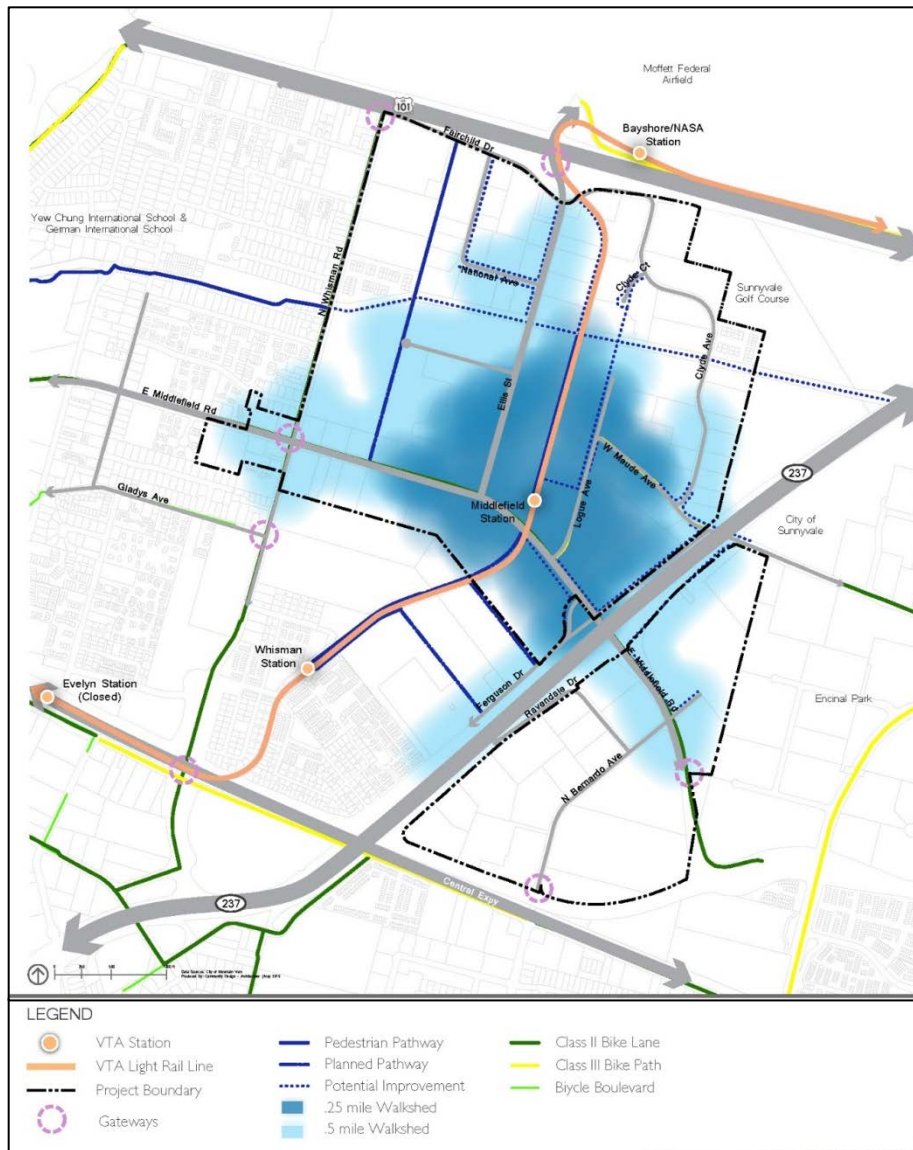 Moffett Federal
Airfield
101
Bayshore/NASA
Station
Fairchild Dr
Yew Chung International School &
German International School
N Whisman Rd
National Ave
Clyde Ct
Sunnyvale
Golf Course
Clyde Ave
E Middlefield Rd
Ellis St
237
W Maude Ave
Gladys Ave
Middlefield
Station
Logue Ave
City of
Sunnyvale
Whisman
Station
Evelyn Station
(Closed)
Ferguson Dr
Ravendale Dr
E Middlefield Rd
Encinal Park
N Bernardo Ave
237
Central Expy
LEGEND
VTA Station
VTA Light Rail Line
Project Boundary
Gateways
Pedestrian Pathway
Planned Pathway
Potential Improvement
.25 mile Walkshed
.5 mile Walkshed
Class II Bike Lane
Class III Bike Path
Biycle Boulevard